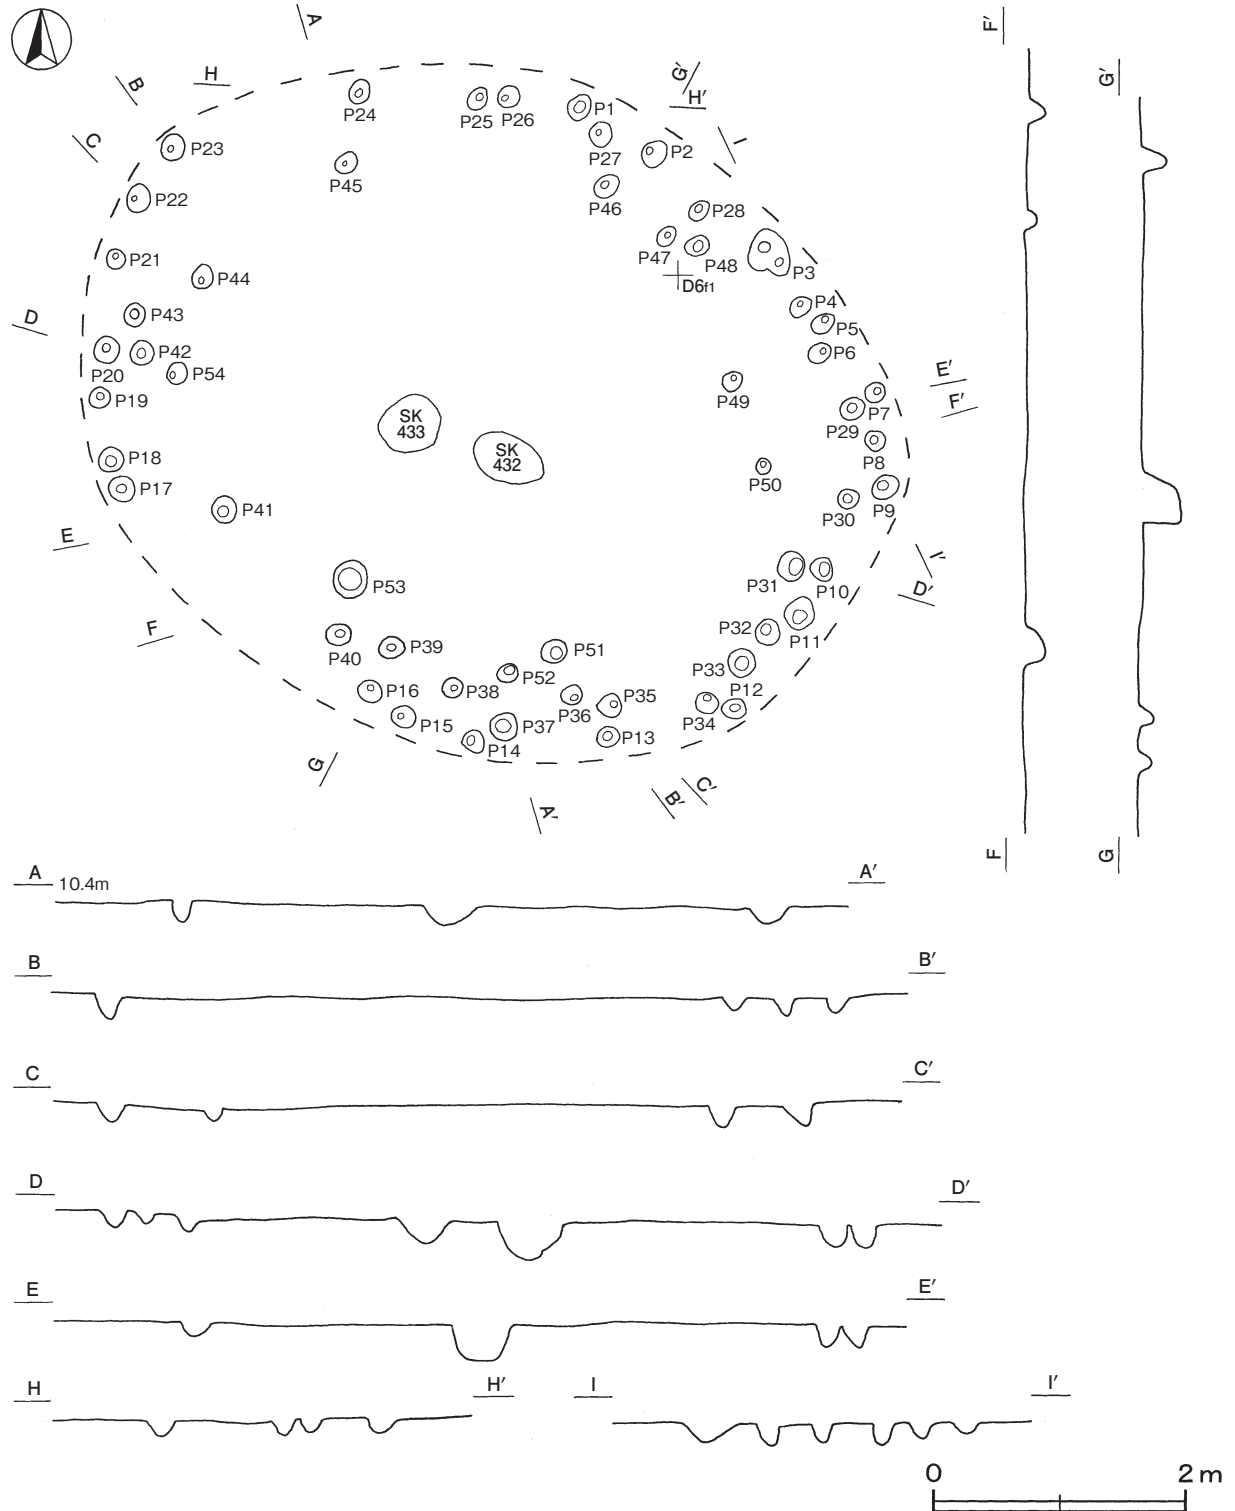 A
F′
B
H
G′
H′
G′
C
I
P24
P25
P26
P1
P27
P2
P23
P45
P46
P22
P28
P47
P48
P3
P21
P44
D6f1
D
P43
P4
P5
P20
P42
P6
P54
E′
P19
P49
F′
P7
P29
SK
433
SK
432
P8
P18
P50
P17
P41
P30
P9
E
I′
P53
P31
P10
D′
F
P32
P11
P40
P39
P51
P33
P16
P38
P52
P36
P35
P34
P12
P15
P14
P37
P13
G
A′
B′
C′
F
G
A 10.4m
A′
B
B′
C
C′
D
D′
E
E′
H
H′
I
I′
0
2 m